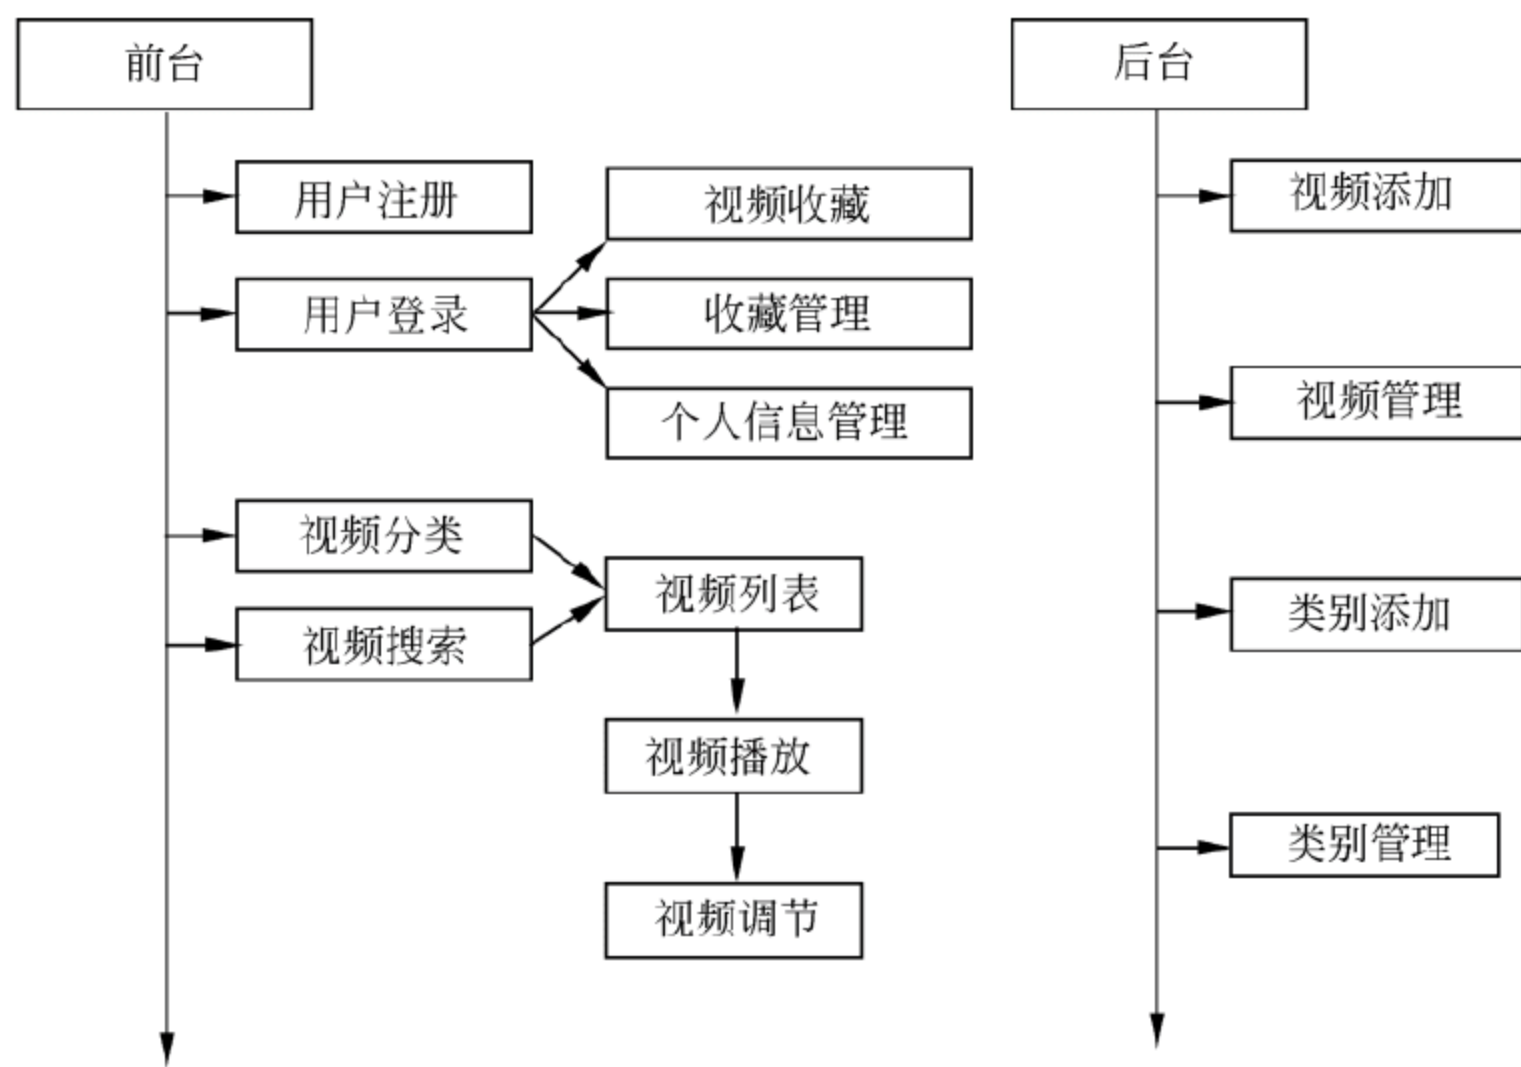 前台
用户注册
用户登录
视频收藏
收藏管理
个人信息管理
视频分类
视频搜索
视频列表
视频播放
视频调节
后台
视频添加
视频管理
类别添加
类别管理